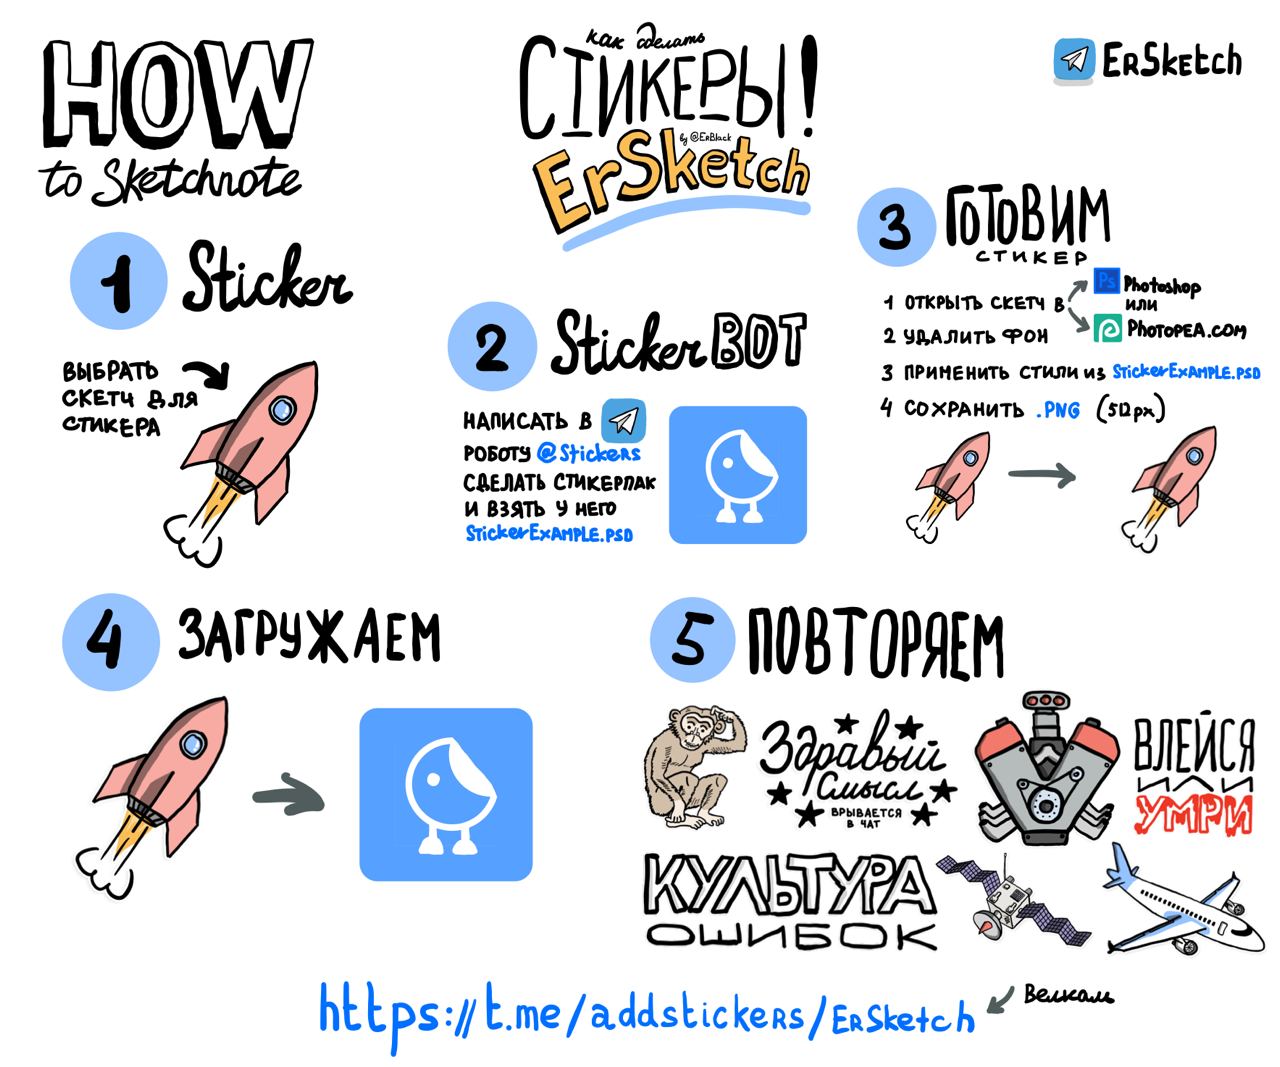 HOW
to Sketchnote
как сделать
СТИКЕРЫ!
by @ErBlack
ErSketch
ErSketch
1 Sticker
ВЫБРАТЬ
СКЕТЧ ДЛЯ
СТИКЕРА
2 Sticker BOT
НАПИСАТЬ В
РОБОТУ @Stickers
СДЕЛАТЬ СТИКЕРПАК
И ВЗЯТЬ У НЕГО
StickerExAMPLE.PSD
3 ГОТОВИМ
СТИКЕР
1 ОТКРЫТЬ СКЕТЧ В
Ps Photoshop
ИЛИ
PHOTOPEA.COM
2 УДАЛИТЬ ФОН
3 ПРИМЕНИТЬ СТИЛИ ИЗ StickerExAMPLE.PSD
4 СОХРАНИТЬ .PNG (512px)
4 ЗАГРУЖАЕМ
5 ПОВТОРЯЕМ
Здравый
Смысл
ВРЫВАЕТСЯ
В ЧАТ
ВЛЕЙСЯ
ИЛИ
УМРИ
КУЛЬТУРА
ОШИБОК
https://t.me/addstickers/ErSketch
Велкам